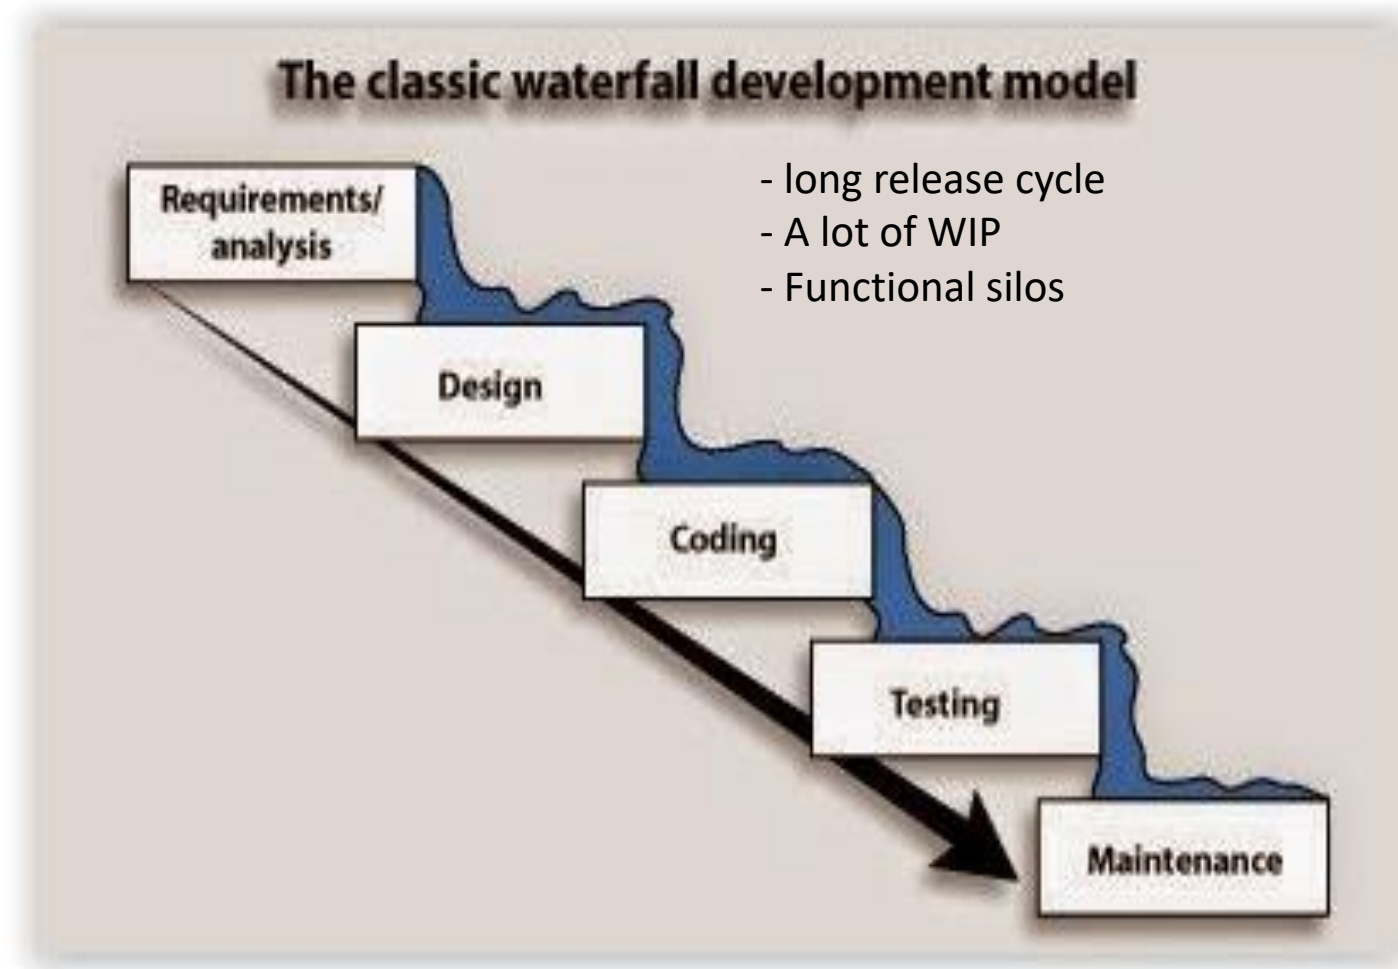 The classic waterfall development model
- long release cycle
- A lot of WIP
- Functional silos
Requirements/
analysis
Design
Coding
Testing
Maintenance